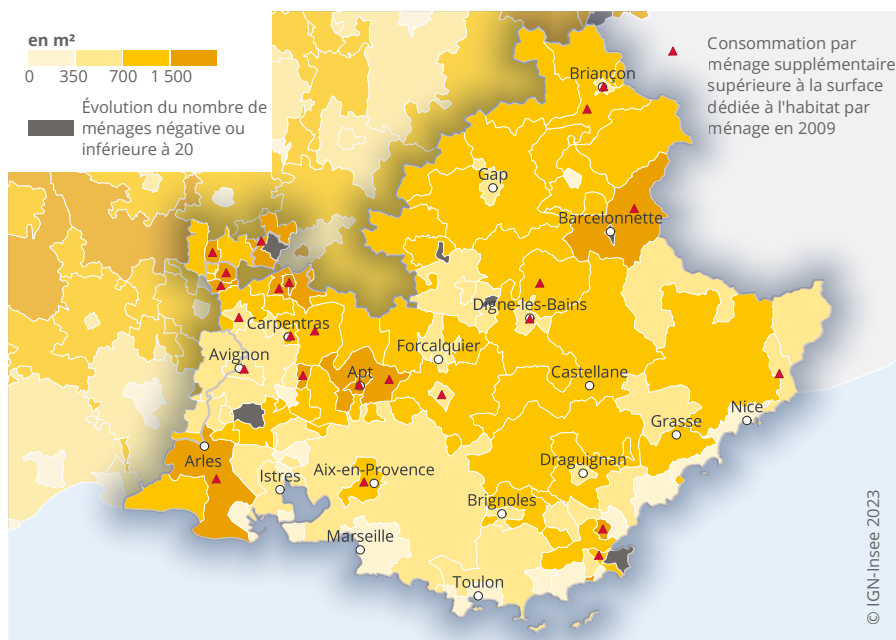 en m²
0 350 700 1 500
Évolution du nombre de
ménages négative ou
inférieure à 20
Consommation par
ménage supplémentaire
supérieure à la surface
dédiée à l'habitat par
ménage en 2009
Briançon
Gap
Barcelonnette
Digne-les-Bains
Carpentras
Forcalquier
Avignon
Apt
Castellane
Nice
Grasse
Arles
Draguignan
Aix-en-Provence
Istres
Brignoles
Marseille
Toulon
© IGN-Insee 2023